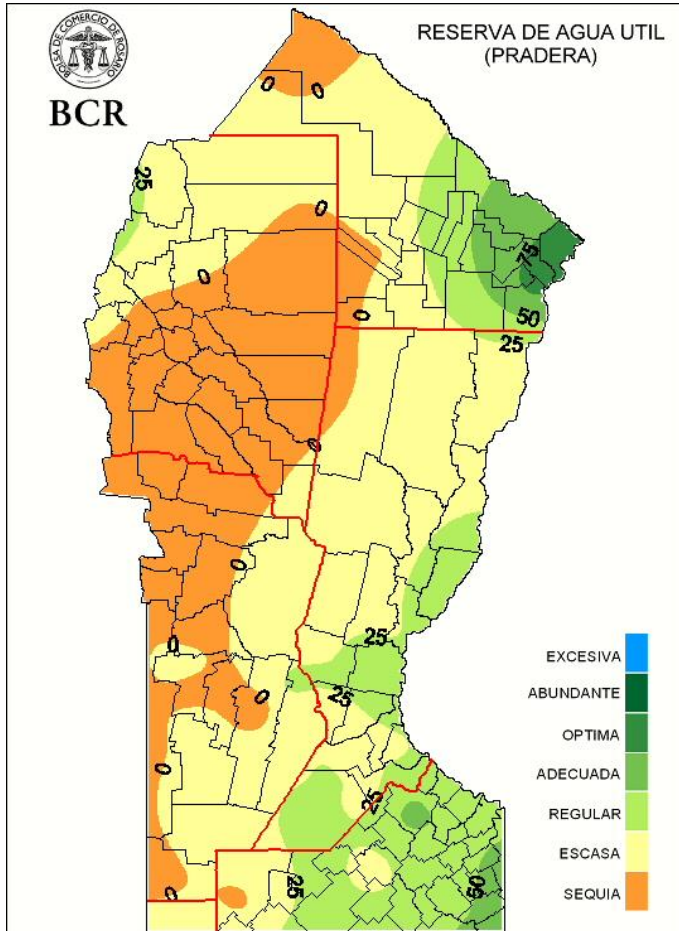 BOLSA DE COMERCIO DE ROSARIO
BCR
RESERVA DE AGUA UTIL
(PRADERA)
0
0
25
0
0
75
0
50
25
0
0
25
0
0
25
0
25
0
25
50
EXCESIVA
ABUNDANTE
OPTIMA
ADECUADA
REGULAR
ESCASA
SEQUIA